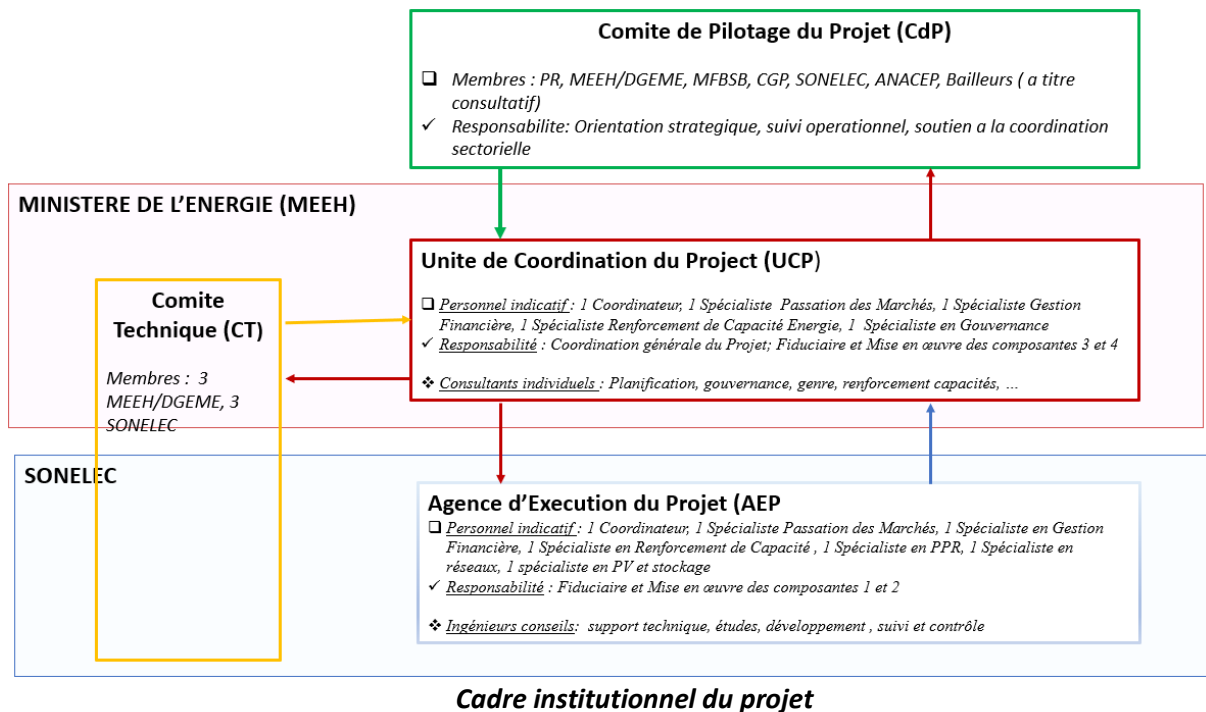 Comite de Pilotage du Projet (CdP)
❑ Membres : PR, MEEH/DGEME, MFBSB, CGP, SONELEC, ANACEP, Bailleurs ( a titre
consultatif)
✓ Responsabilite: Orientation strategique, suivi operationnel, soutien a la coordination
sectorielle
MINISTERE DE L’ENERGIE (MEEH)
Unite de Coordination du Project (UCP)
❑ Personnel indicatif : 1 Coordinateur, 1 Spécialiste Passation des Marchés, 1 Spécialiste Gestion
Financière, 1 Spécialiste Renforcement de Capacité Energie, 1 Spécialiste en Gouvernance
✓ Responsabilité : Coordination générale du Projet; Fiduciaire et Mise en œuvre des composantes 3 et 4
❖ Consultants individuels : Planification, gouvernance, genre, renforcement capacités, …
Comite
Technique (CT)
Membres : 3
MEEH/DGEME, 3
SONELEC
SONELEC
Agence d’Execution du Projet (AEP
❑ Personnel indicatif : 1 Coordinateur, 1 Spécialiste Passation des Marchés, 1 Spécialiste en Gestion
Financière, 1 Spécialiste en Renforcement de Capacité , 1 Spécialiste en PPR, 1 Spécialiste en
réseaux, 1 spécialiste en PV et stockage
✓ Responsabilité : Fiduciaire et Mise en œuvre des composantes 1 et 2
❖ Ingénieurs conseils: support technique, études, développement , suivi et contrôle
Cadre institutionnel du projet